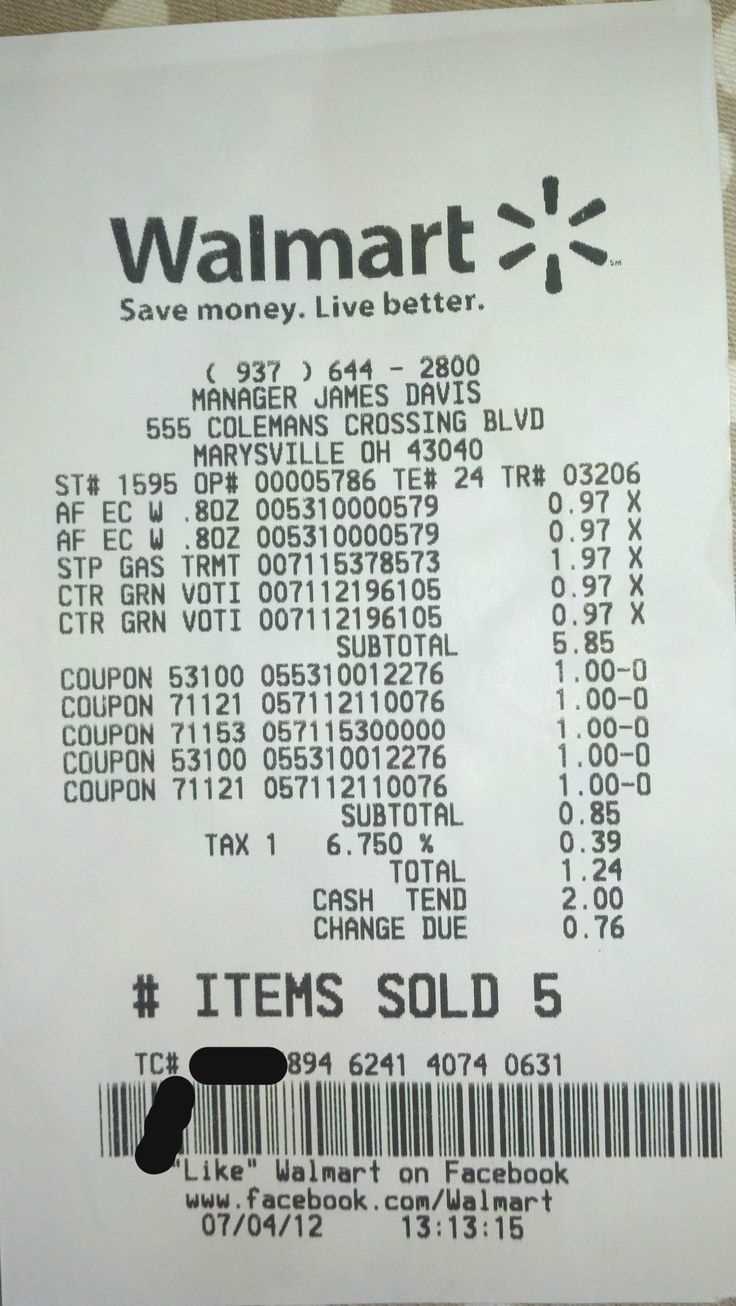 Walmart
Save money. Live better.
( 937 ) 644 - 2800
MANAGER JAMES DAVIS
555 COLEMANS CROSSING BLVD
MARYSVILLE OH 43040
ST# 1595 OP# 00005786 TE# 24 TR# 03206
AF EC W .8OZ 005310000579 0.97 X
AF EC W .8OZ 005310000579 0.97 X
STP GAS TRMT 007115378573 1.97 X
CTR GRN VOTI 007112196105 0.97 X
CTR GRN VOTI 007112196105 0.97 X
SUBTOTAL 5.85
COUPON 53100 055310012276 1.00-O
COUPON 71121 057112110076 1.00-O
COUPON 71153 057115300000 1.00-O
COUPON 53100 055310012276 1.00-O
COUPON 71121 057112110076 1.00-O
SUBTOTAL 0.85
TAX 1 6.750 % 0.39
TOTAL 1.24
CASH TEND 2.00
CHANGE DUE 0.76
# ITEMS SOLD 5
TC# 894 6241 4074 0631
"Like" Walmart on Facebook
www.facebook.com/Walmart
07/04/12 13:13:15